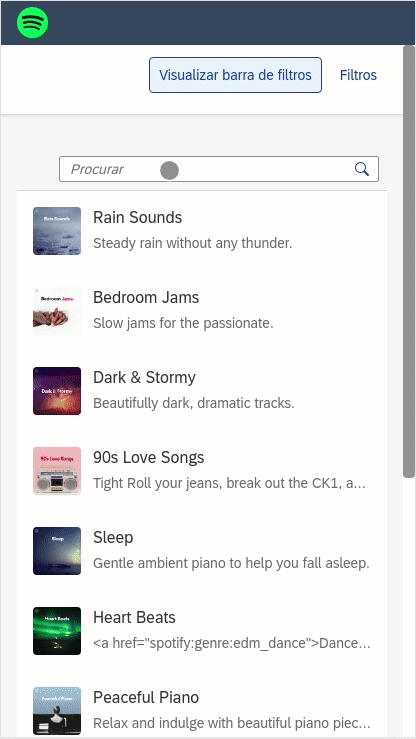 Visualizar barra de filtros
Filtros
Procurar
Rain Sounds
Rain Sounds
Steady rain without any thunder.
Bedroom Jams
Bedroom Jams
Slow jams for the passionate.
Dark & Stormy
Dark & Stormy
Beautifully dark, dramatic tracks.
90s Love Songs
90s Love Songs
Tight Roll your jeans, break out the CK1, a...
Sleep
Sleep
Gentle ambient piano to help you fall asleep.
Heart Beats
Heart Beats
<a href="spotify:genre:edm_dance">Dance...
Peaceful Piano
Peaceful Piano
Relax and indulge with beautiful piano piec...